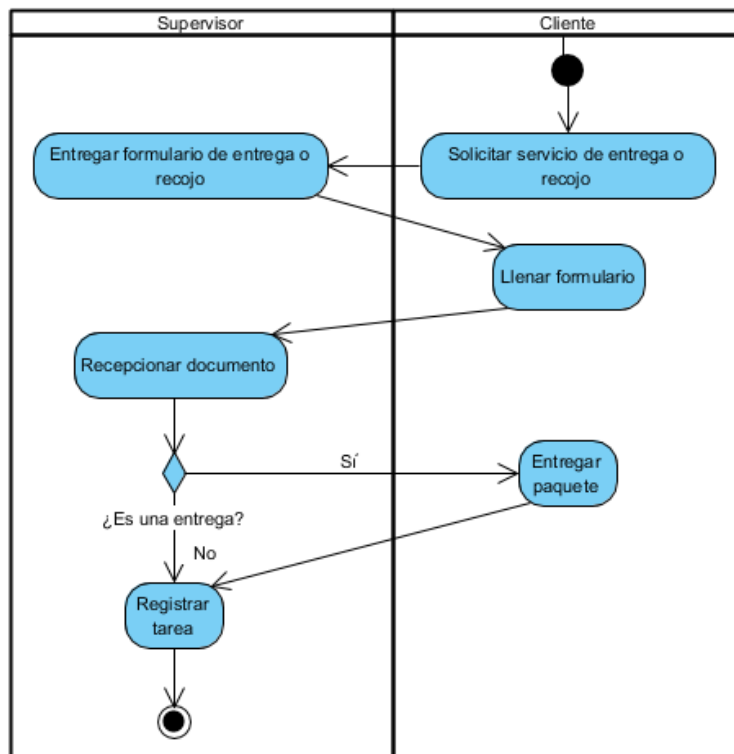 Supervisor
Cliente
Entregar formulario de entrega o
recojo
Solicitar servicio de entrega o
recojo
Llenar formulario
Recepcionar documento
Sí
Entregar
paquete
¿Es una entrega?
No
Registrar
tarea